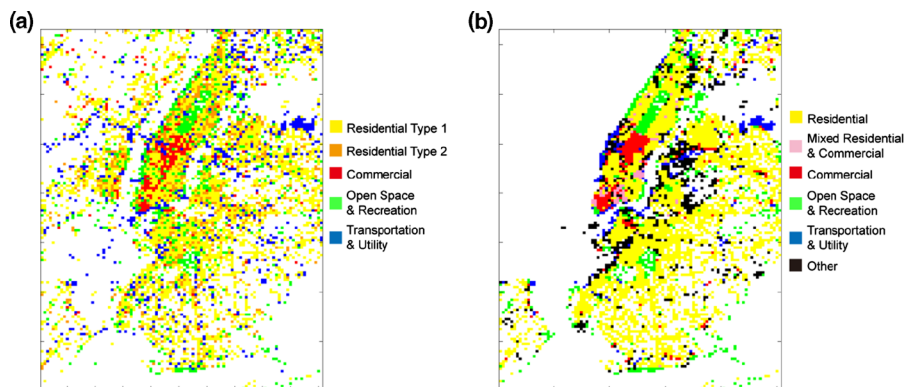 (a)
Residential Type 1
Residential Type 2
Commercial
Open Space
& Recreation
Transportation
& Utility
(b)
Residential
Mixed Residential
& Commercial
Commercial
Open Space
& Recreation
Transportation
& Utility
Other